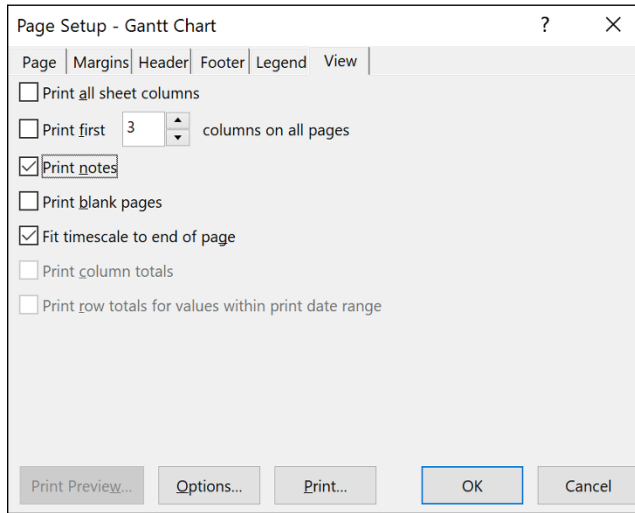 Page Setup - Gantt Chart ?
Page Margins Header Footer Legend View
Print all sheet columns
Print first 3 columns on all pages
Print notes
Print blank pages
Fit timescale to end of page
Print column totals
Print row totals for values within print date range
Print Preview... Options... Print... OK Cancel